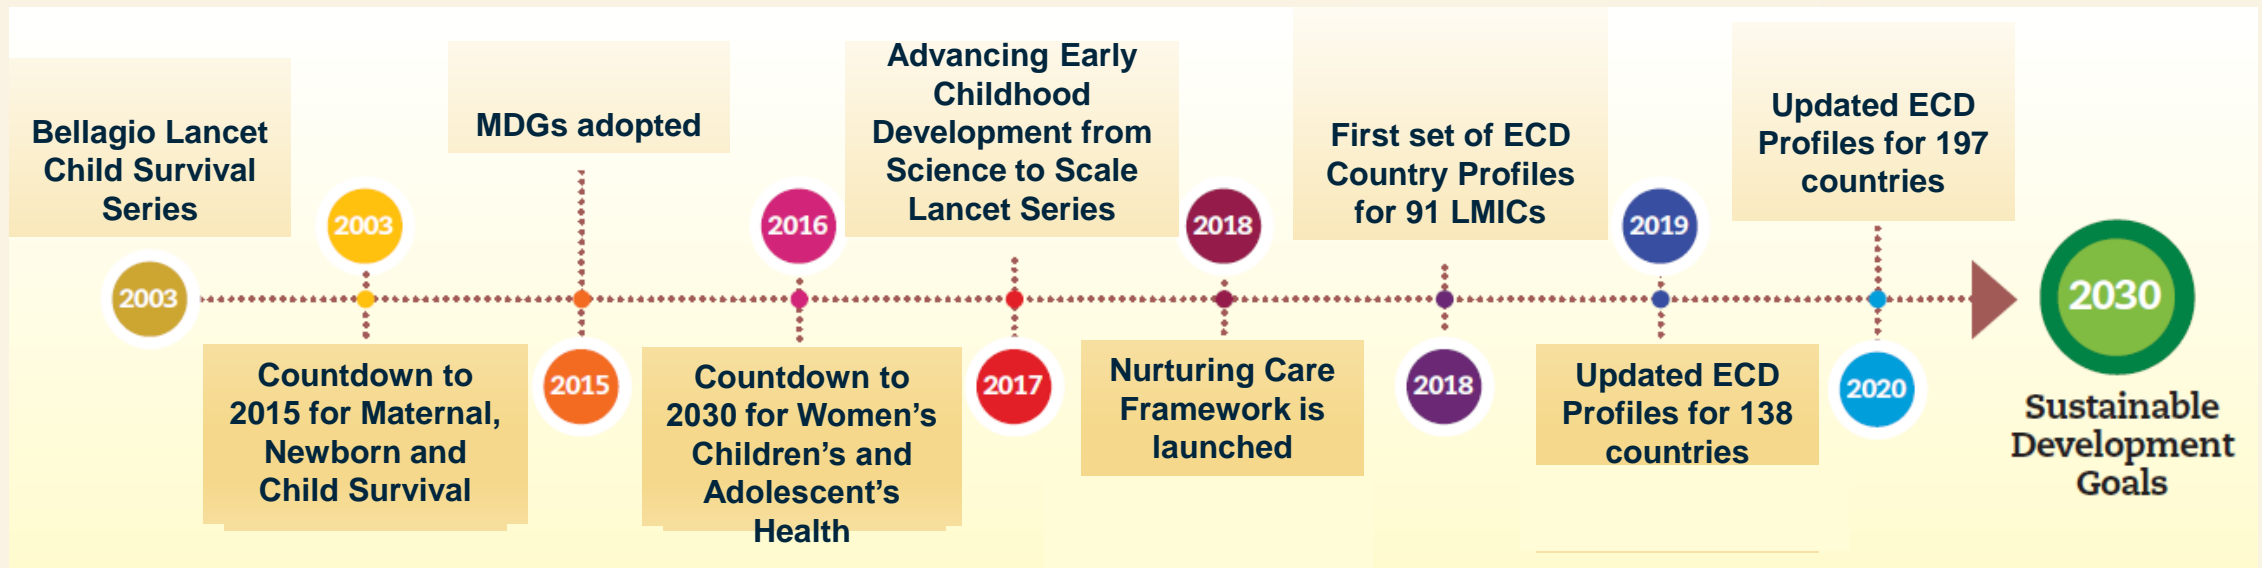 Bellagio Lancet
Child Survival
Series
2003
2003
Countdown to
2015 for Maternal,
Newborn and
Child Survival
MDGs adopted
2015
2016
Countdown to
2030 for Women’s
Children’s and
Adolescent’s
Health
Advancing Early
Childhood
Development from
Science to Scale
Lancet Series
2017
2018
Nurturing Care
Framework is
launched
First set of ECD
Country Profiles
for 91 LMICs
2018
2019
Updated ECD
Profiles for 138
countries
Updated ECD
Profiles for 197
countries
2020
2030
Sustainable
Development
Goals